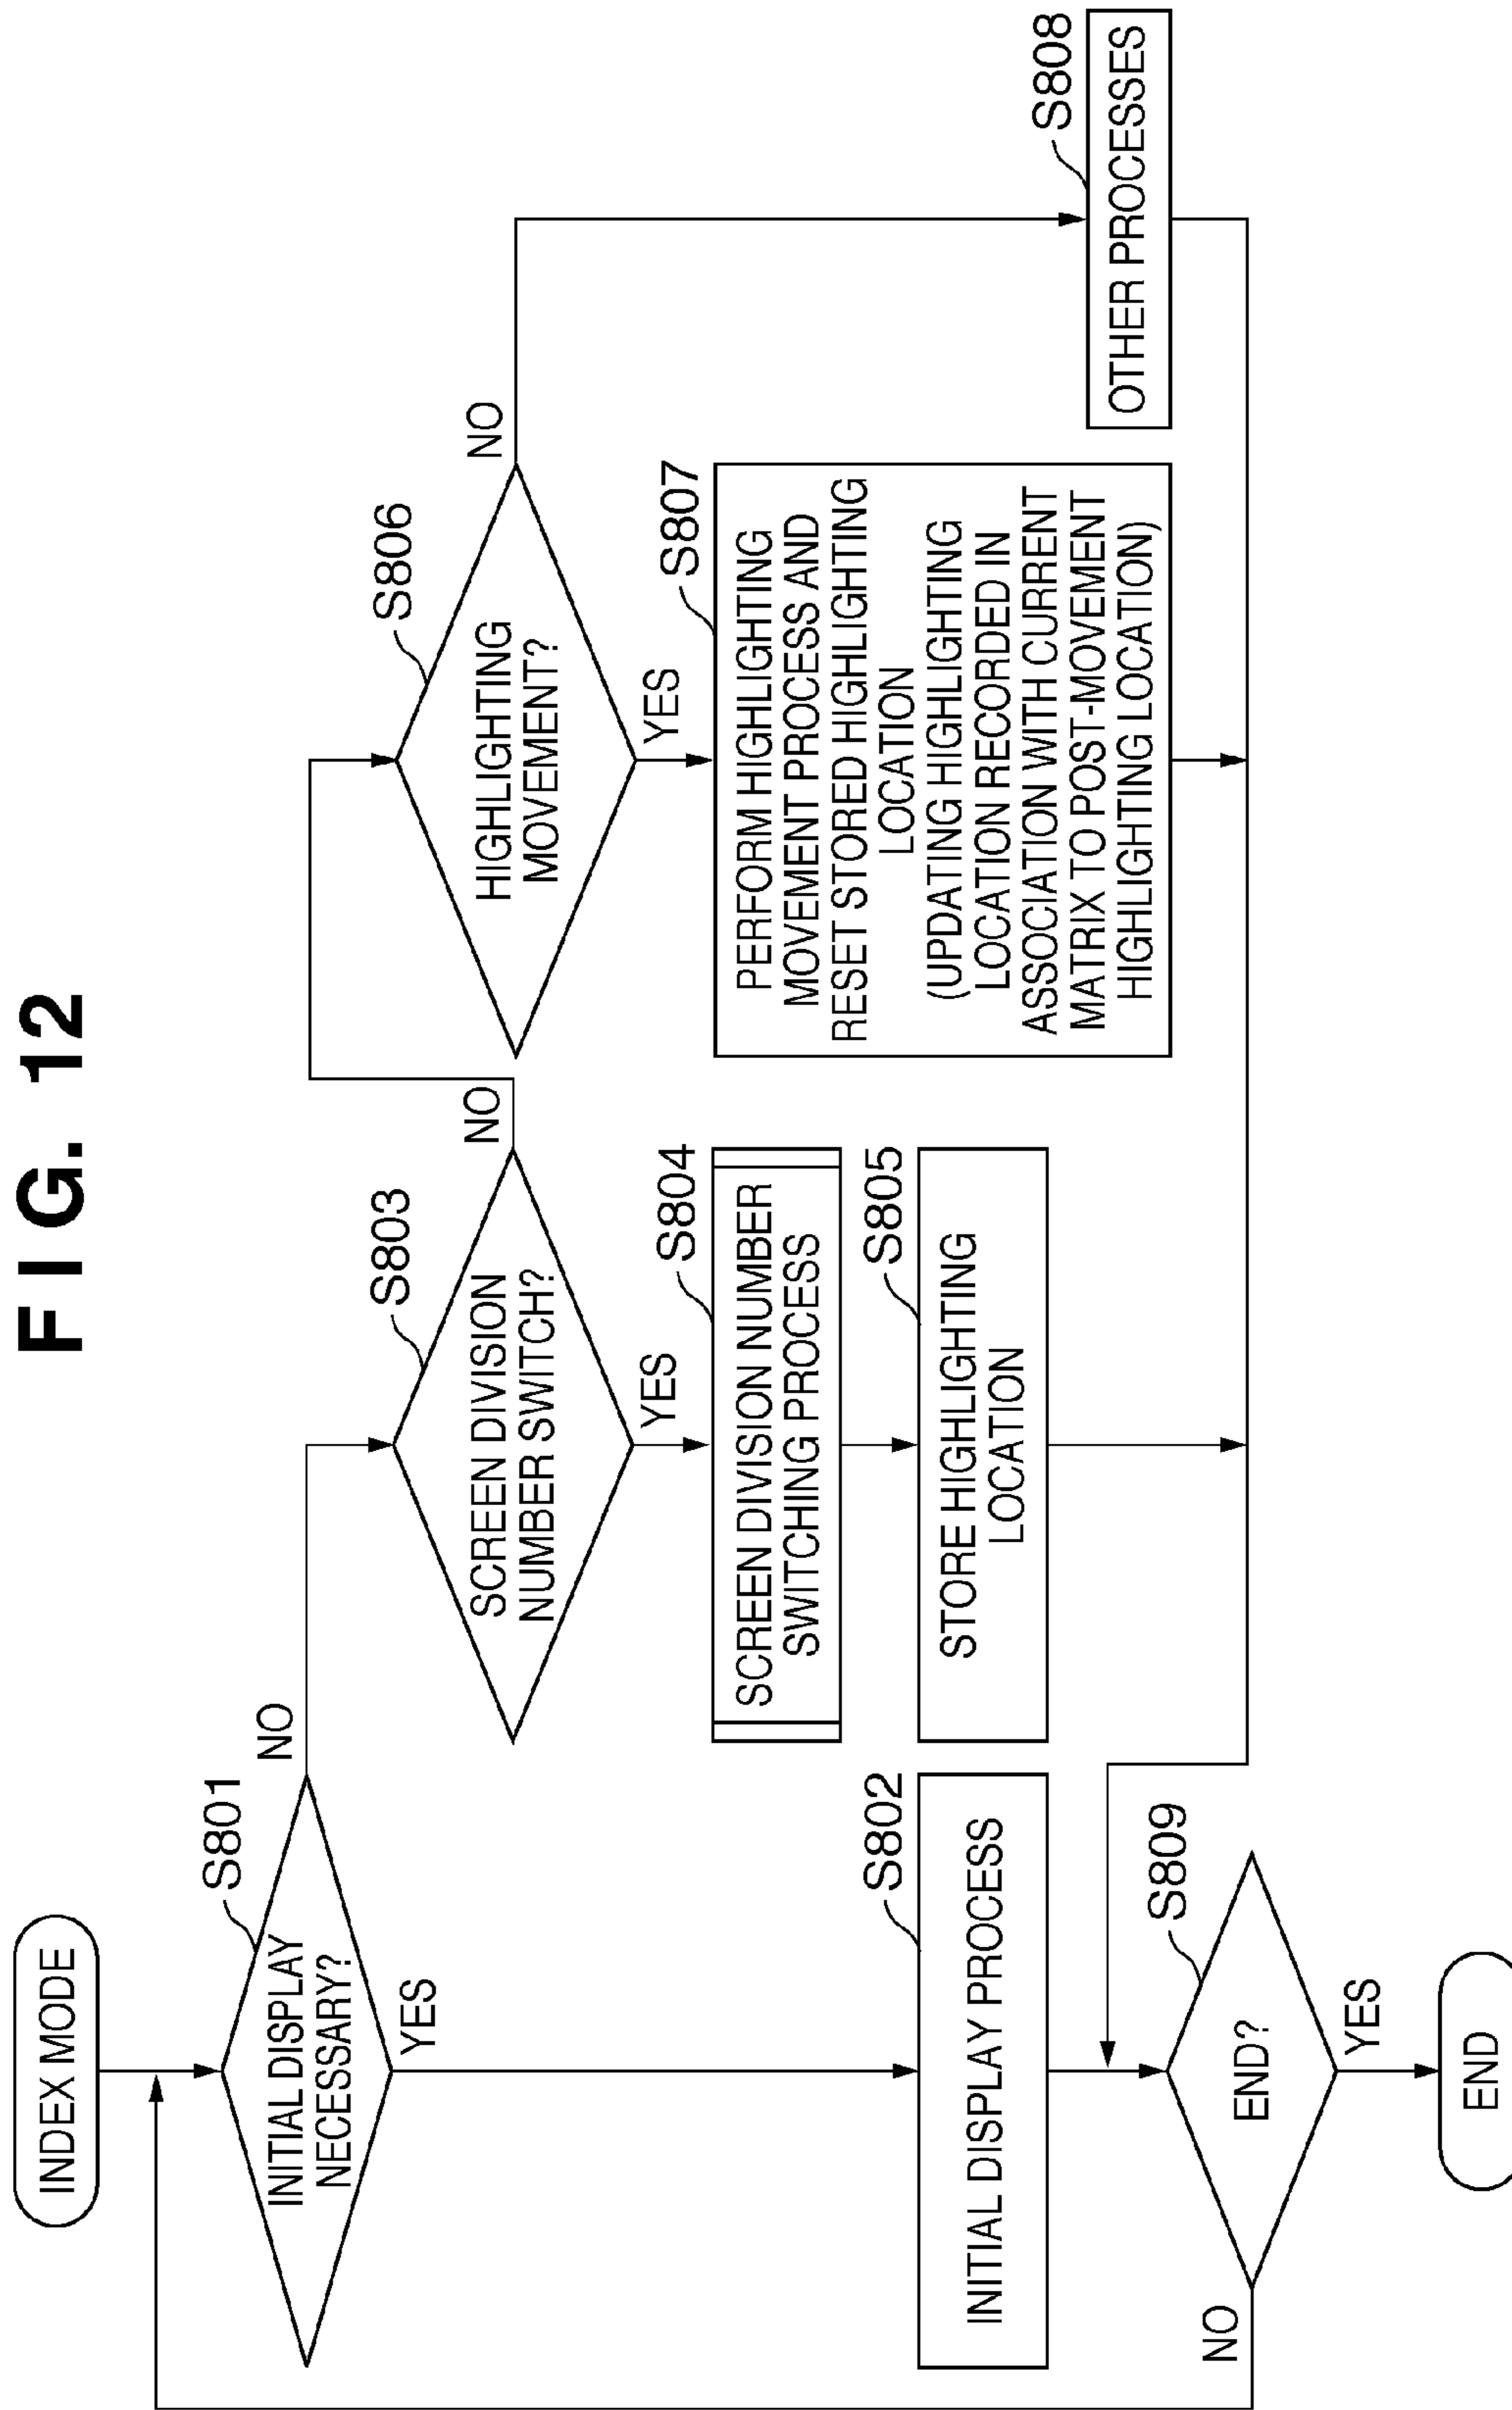 FIG. 12
INDEX MODE
S801
INITIAL DISPLAY
NECESSARY?
NO
YES
S803
SCREEN DIVISION
NUMBER SWITCH?
NO
YES
S804
SCREEN DIVISION NUMBER
SWITCHING PROCESS
S805
STORE HIGHLIGHTING
LOCATION
S806
HIGHLIGHTING
MOVEMENT?
NO
YES
S807
PERFORM HIGHLIGHTING
MOVEMENT PROCESS AND
RESET STORED HIGHLIGHTING
LOCATION
(UPDATING HIGHLIGHTING
LOCATION RECORDED IN
ASSOCIATION WITH CURRENT
MATRIX TO POST-MOVEMENT
HIGHLIGHTING LOCATION)
S808
OTHER PROCESSES
S802
INITIAL DISPLAY PROCESS
S809
END?
NO
YES
END